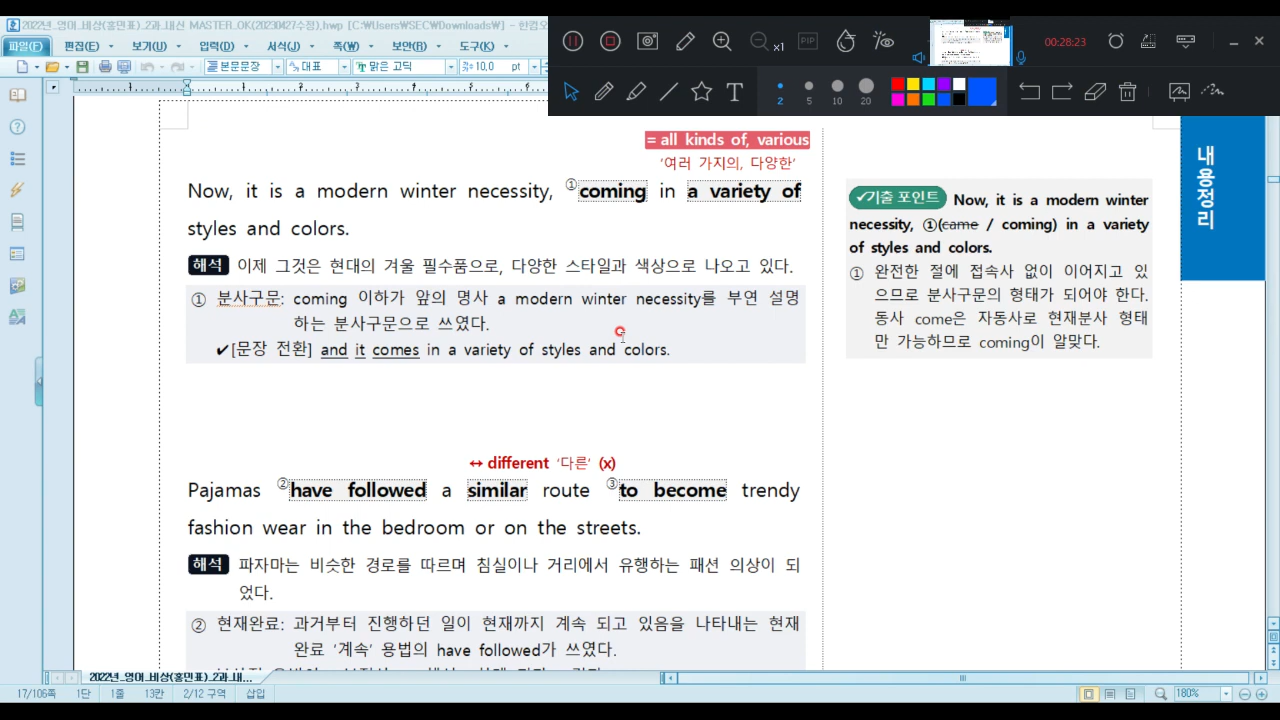 2022년_영어_비상(홍민표)_2과_내신 MASTER_OK(20230427수정).hwp [C:₩Users₩SEC₩Downloads₩] - 한컴오
파일(F) 편집(E) 보기(U) 입력(D) 서식(J) 쪽(W) 보안(B) 도구(K)
본문문장 대표 맑은 고딕 10.0 pt
x1 PIP 00:28:23
2 5 10 20
= all kinds of, various
'여러 가지의, 다양한'
Now, it is a modern winter necessity, ①coming in a variety of
styles and colors.
해석 이제 그것은 현대의 겨울 필수품으로, 다양한 스타일과 색상으로 나오고 있다.
① 분사구문: coming 이하가 앞의 명사 a modern winter necessity를 부연 설명
하는 분사구문으로 쓰였다.
✔[문장 전환] and it comes in a variety of styles and colors.
↔ different '다른' (x)
Pajamas ②have followed a similar route ③to become trendy
fashion wear in the bedroom or on the streets.
해석 파자마는 비슷한 경로를 따르며 침실이나 거리에서 유행하는 패션 의상이 되
었다.
② 현재완료: 과거부터 진행하던 일이 현재까지 계속 되고 있음을 나타내는 현재
완료 '계속' 용법의 have followed가 쓰였다.
✓기출 포인트 Now, it is a modern winter
necessity, ①(came / coming) in a variety
of styles and colors.
① 완전한 절에 접속사 없이 이어지고 있
으므로 분사구문의 형태가 되어야 한다.
동사 come은 자동사로 현재분사 형태
만 가능하므로 coming이 알맞다.
내용정리
2022년_영어_비상(홍민표)_2과_내...
17/106쪽 1단 1줄 13칸 2/12 구역 삽입 180%